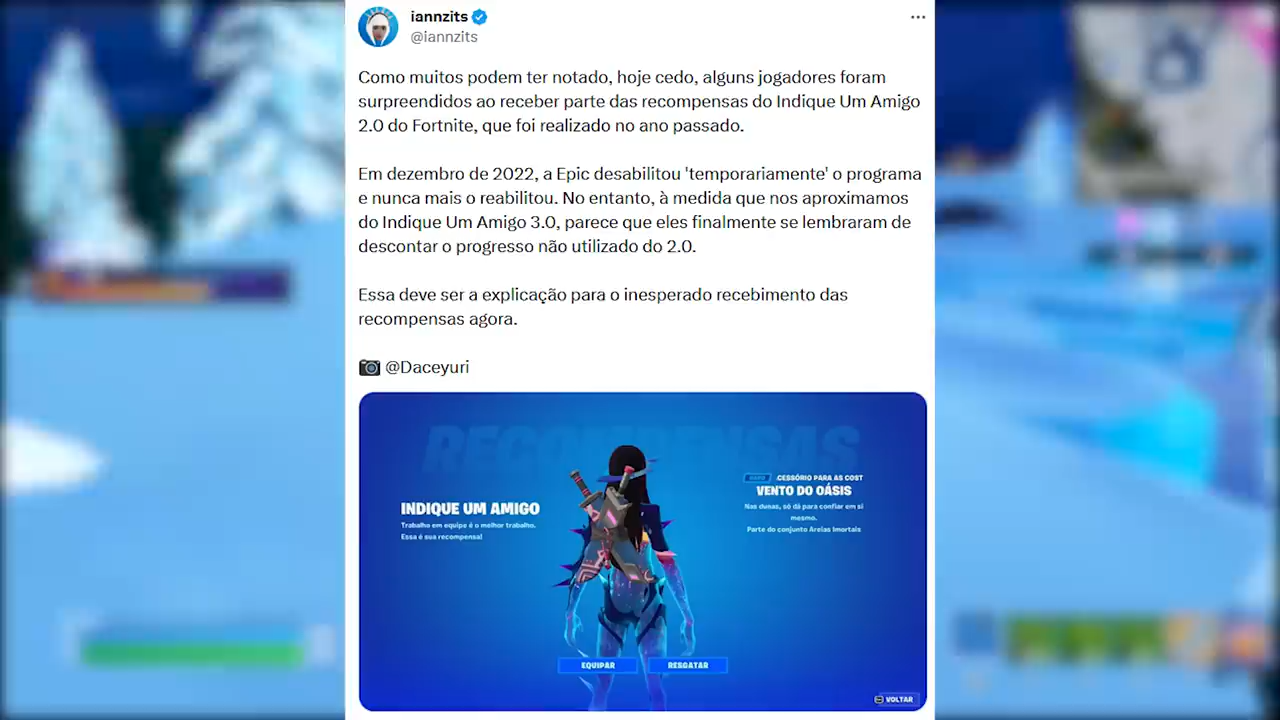 iannzits
@iannzits
Como muitos podem ter notado, hoje cedo, alguns jogadores foram
surpreendidos ao receber parte das recompensas do Indique Um Amigo
2.0 do Fortnite, que foi realizado no ano passado.
Em dezembro de 2022, a Epic desabilitou 'temporariamente' o programa
e nunca mais o reabilitou. No entanto, à medida que nos aproximamos
do Indique Um Amigo 3.0, parece que eles finalmente se lembraram de
descontar o progresso não utilizado do 2.0.
Essa deve ser a explicação para o inesperado recebimento das
recompensas agora.
@Daceyuri
RECOMPENSAS
INDIQUE UM AMIGO
Trabalho em equipe é o melhor trabalho.
Essa é sua recompensa!
CESSÓRIO PARA AS COST
VENTO DO OÁSIS
Nas dunas, só dá para confiar em si
mesmo.
Parte do conjunto Areias Imortais
EQUIPAR
RESGATAR
VOLTAR